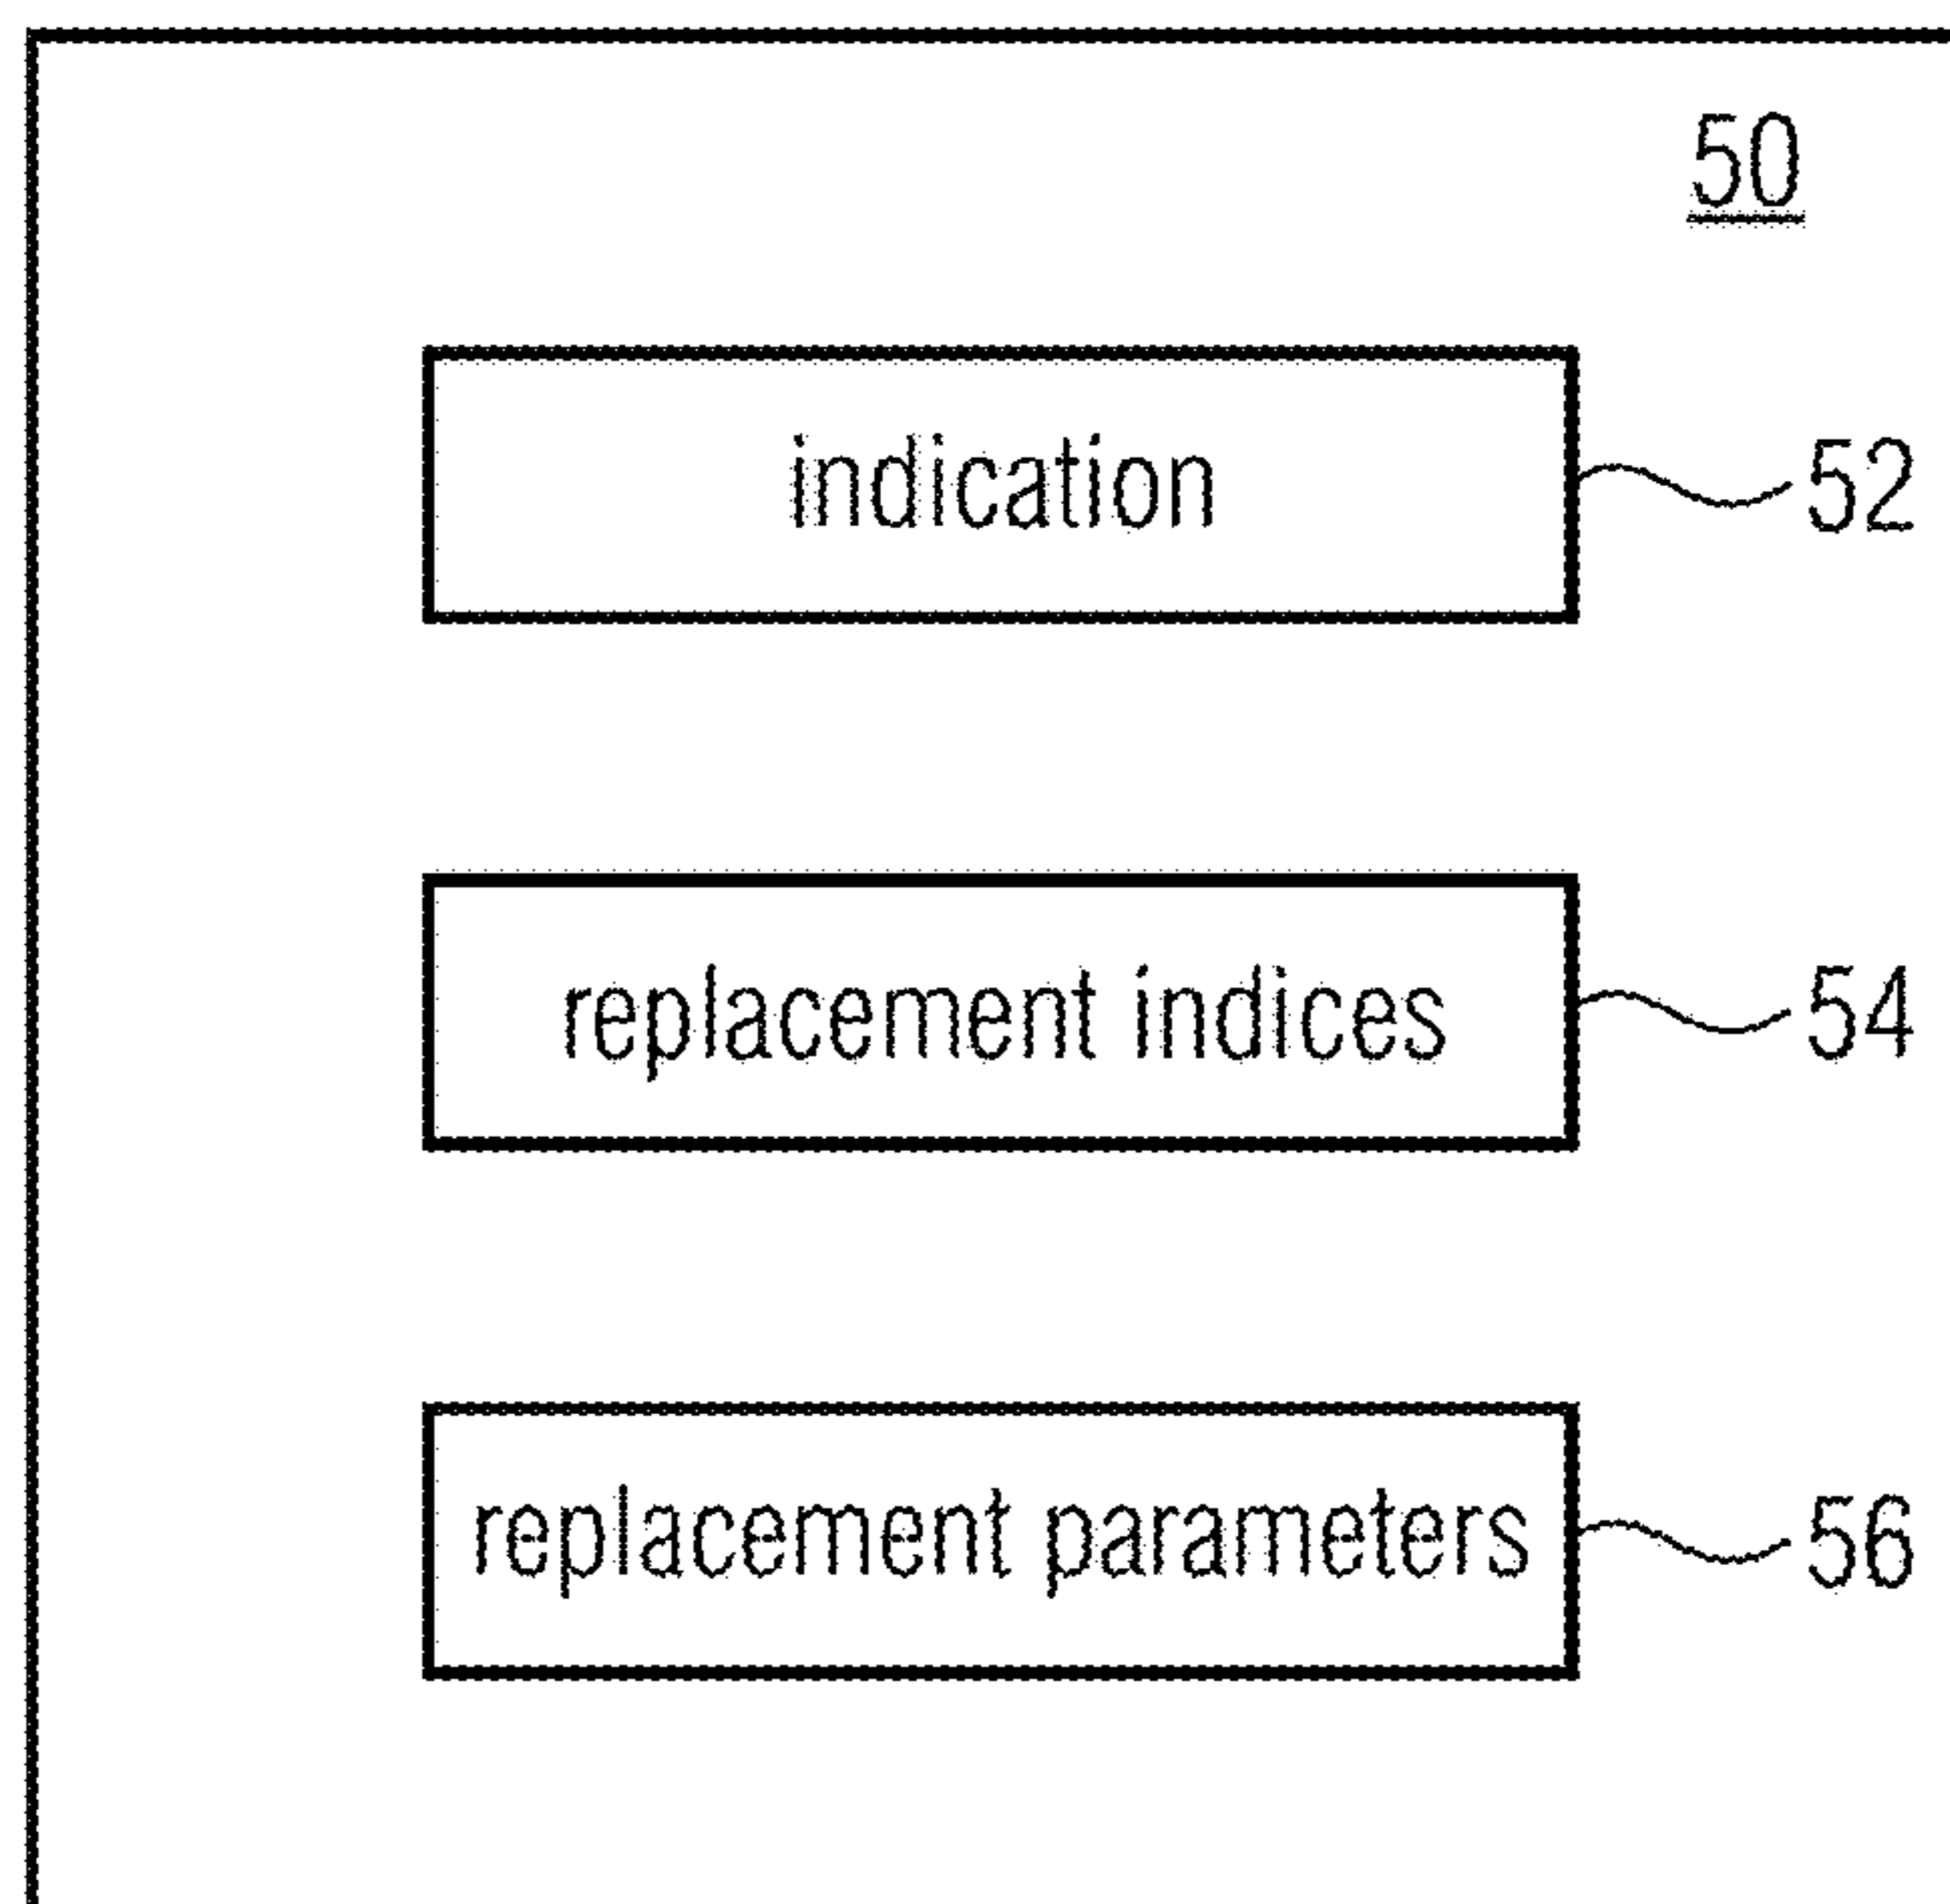 50
indication 52
replacement indices 54
replacement parameters 56